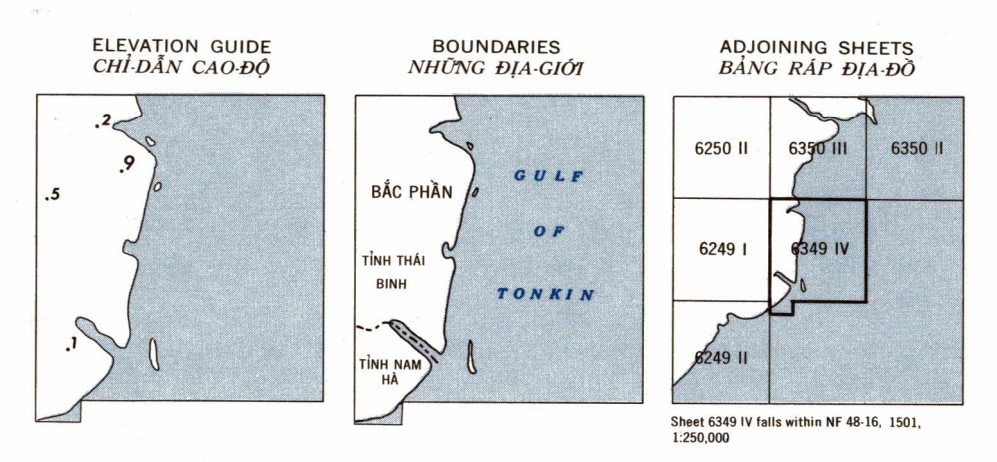 ELEVATION GUIDE
CHỈ-DẪN CAO-ĐỘ
.2
.9
.5
.1
BOUNDARIES
NHỮNG ĐỊA-GIỚI
GULF
BẮC PHẦN
OF
TỈNH THÁI
BINH
TONKIN
TỈNH NAM
HÀ
ADJOINING SHEETS
BẢNG RÁP ĐỊA-ĐỒ
6250 II
6350 III
6350 II
6249 I
6349 IV
6249 II
Sheet 6349 IV falls within NF 48-16, 1501,
1:250,000